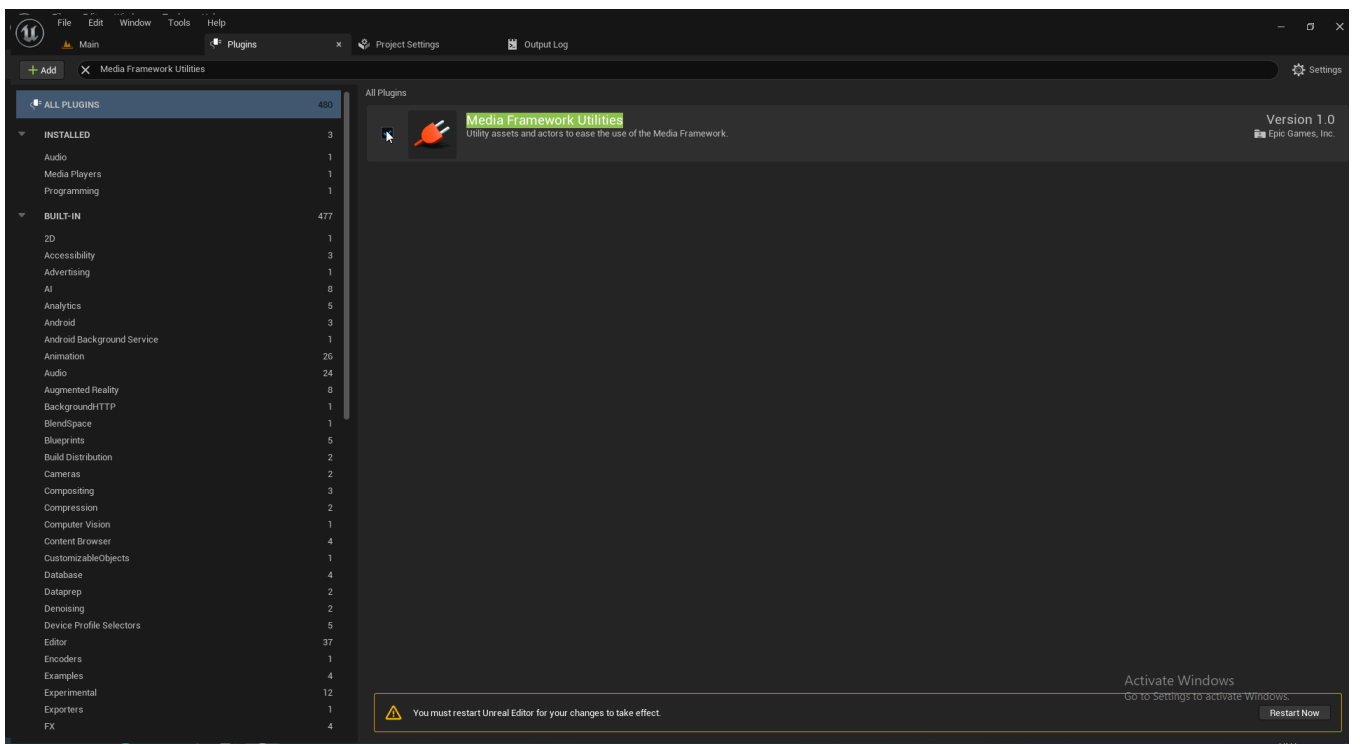 File Edit Window Tools Help
Main
Plugins
Project Settings
Output Log
Add
Media Framework Utilities
Settings
ALL PLUGINS 480
INSTALLED 3
Audio 1
Media Players 1
Programming 1
BUILT-IN 477
2D 1
Accessibility 3
Advertising 1
AI 8
Analytics 5
Android 3
Android Background Service 1
Animation 26
Audio 24
Augmented Reality 8
BackgroundHTTP 1
BlendSpace 1
Blueprints 5
Build Distribution 2
Cameras 2
Compositing 3
Compression 2
Computer Vision 1
Content Browser 4
CustomizableObjects 1
Database 4
Dataprep 2
Denoising 2
Device Profile Selectors 5
Editor 37
Encoders 1
Examples 4
Experimental 12
Exporters 1
FX 4
All Plugins
Media Framework Utilities
Utility assets and actors to ease the use of the Media Framework.
Version 1.0
Epic Games, Inc.
Activate Windows
Go to Settings to activate Windows.
You must restart Unreal Editor for your changes to take effect.
Restart Now